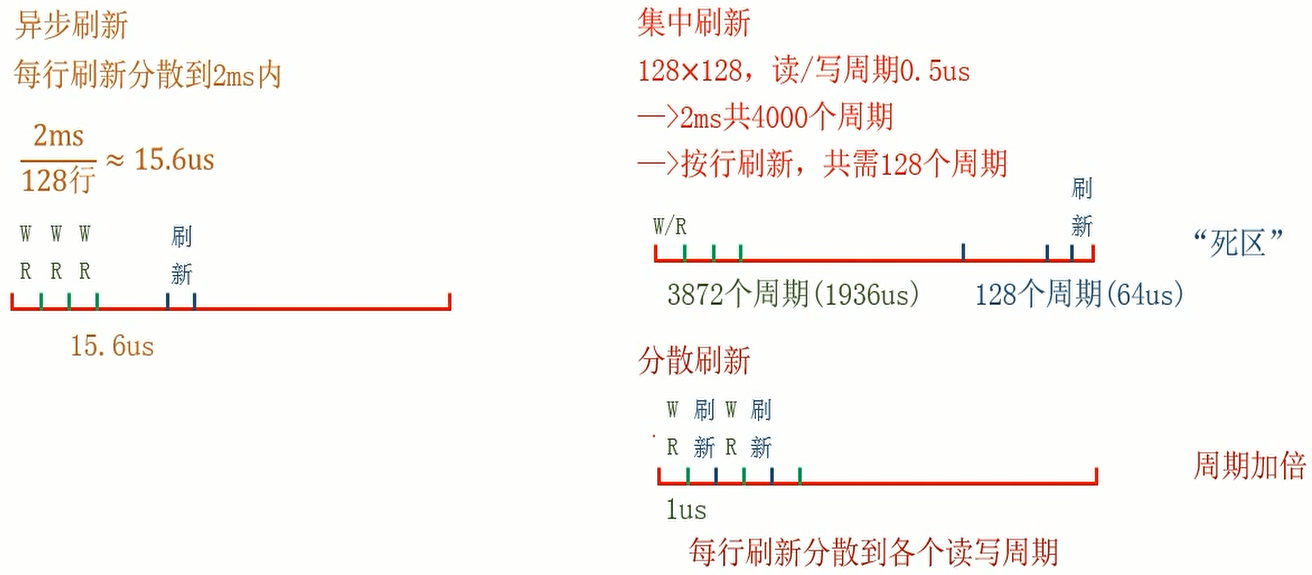 异步刷新
每行刷新分散到2ms内
2ms
128行
≈ 15.6us
W W W 刷
R R R 新
15.6us
集中刷新
128×128，读/写周期0.5us
—>2ms共4000个周期
—>按行刷新，共需128个周期
刷
W/R 新
“死区”
3872个周期(1936us) 128个周期(64us)
分散刷新
W 刷 W 刷
R 新 R 新
周期加倍
1us
每行刷新分散到各个读写周期